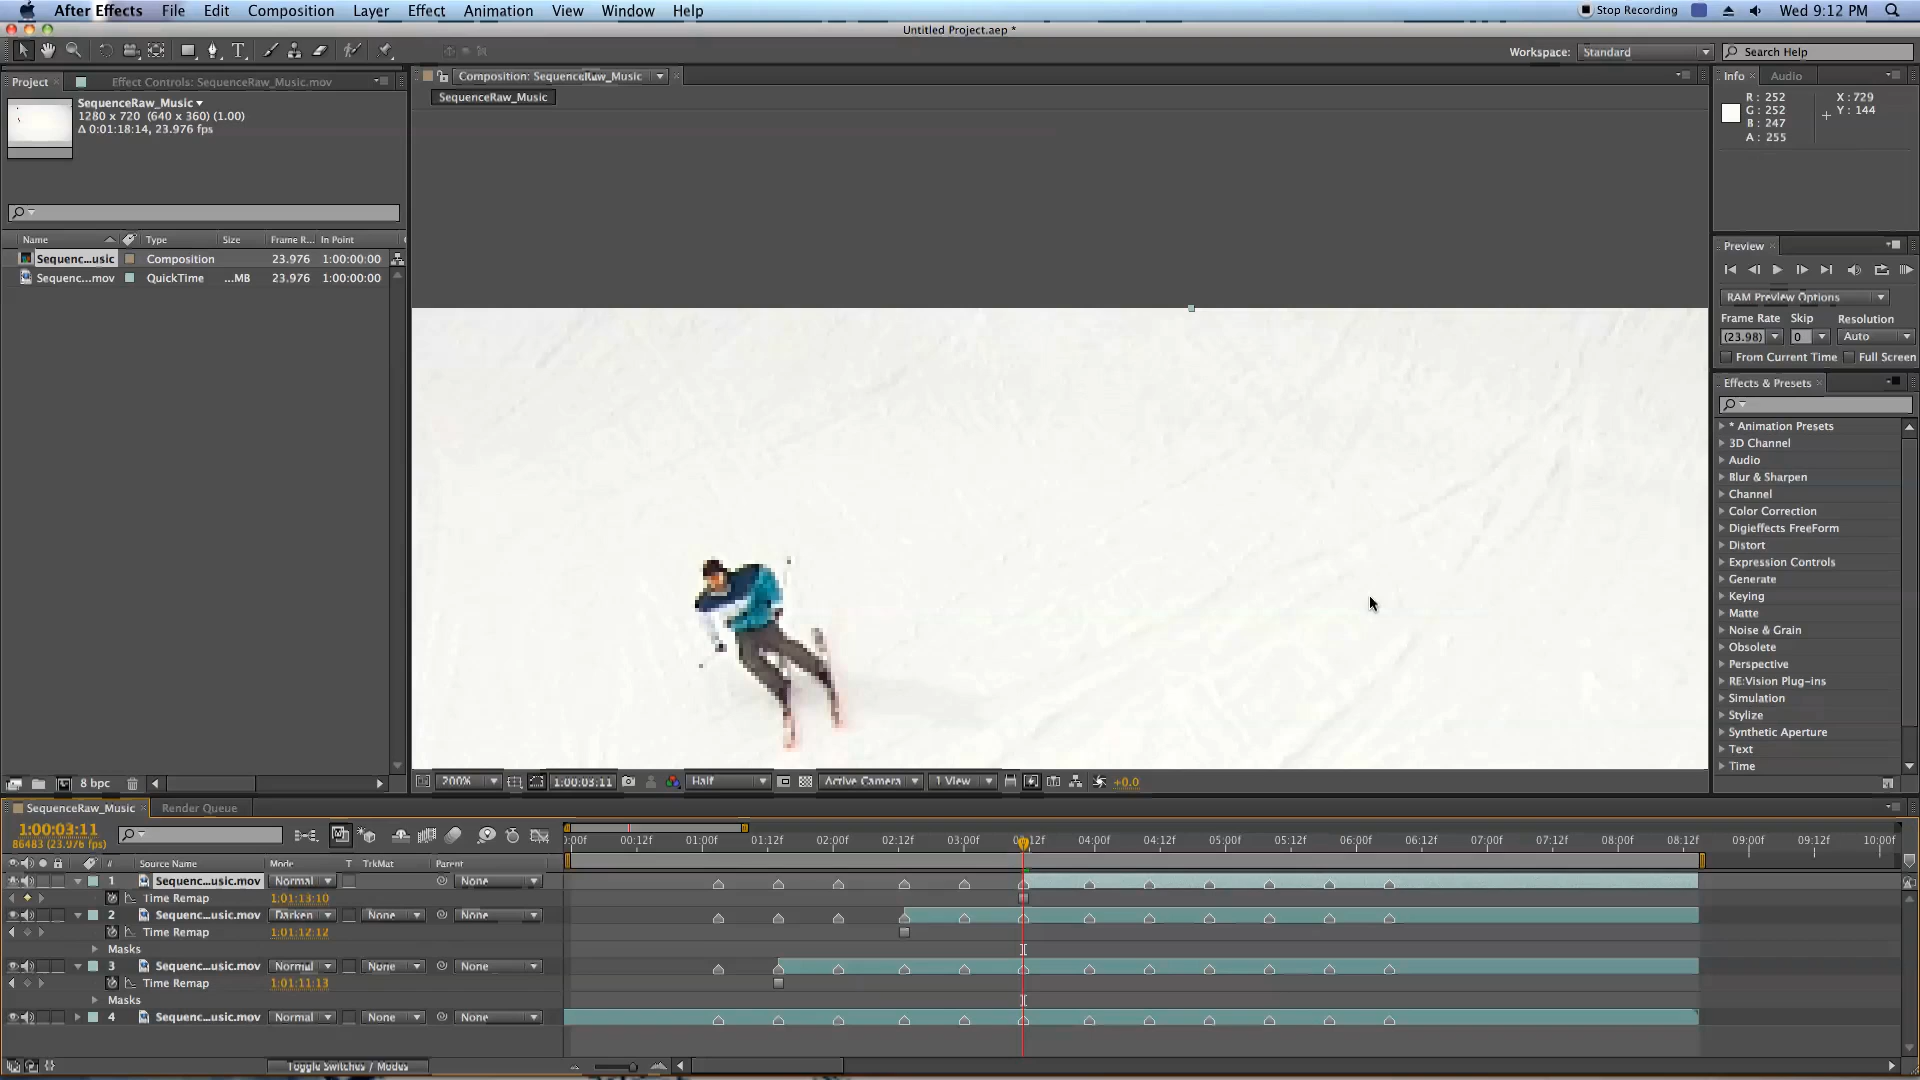 After Effects File Edit Composition Layer Effect Animation View Window Help Stop Recording Wed 9:12 PM
Untitled Project.aep *
T Workspace: Standard Search Help
Project Effect Controls: SequenceRaw_Music.mov Composition: SequenceRaw_Music Info Audio
SequenceRaw_Music
SequenceRaw_Music
1280 x 720 (640 x 360) (1.00)
Δ 0:01:18:14, 23.976 fps
R : 252
G : 252
B : 247
A : 255
X : 729
Y : 144
Name Type Size Frame R... In Point
Sequenc...usic Composition 23.976 1:00:00:00
Sequenc...mov QuickTime ...MB 23.976 1:00:00:00
Preview
RAM Preview Options
Frame Rate Skip Resolution
(23.98) 0 Auto
From Current Time Full Screen
Effects & Presets
* Animation Presets
3D Channel
Audio
Blur & Sharpen
Channel
Color Correction
Digieffects FreeForm
Distort
Expression Controls
Generate
Keying
Matte
Noise & Grain
Obsolete
Perspective
RE:Vision Plug-ins
Simulation
Stylize
Synthetic Aperture
Text
Time
8 bpc 200% 1:00:03:11 Half Active Camera 1 View +0.0
SequenceRaw_Music Render Queue
1:00:03:11
86483 (23.976 fps)
):00f 00:12f 01:00f 01:12f 02:00f 02:12f 03:00f 03:12f 04:00f 04:12f 05:00f 05:12f 06:00f 06:12f 07:00f 07:12f 08:00f 08:12f 09:00f 09:12f 10:00f
# Source Name Mode T TrkMat Parent
1 Sequenc...usic.mov Normal None
Time Remap 1:01:13:10
2 Sequenc...usic.mov Darken None None
Time Remap 1:01:12:12
Masks
3 Sequenc...usic.mov Normal None None
Time Remap 1:01:11:13
Masks
4 Sequenc...usic.mov Normal None None
Toggle Switches / Modes